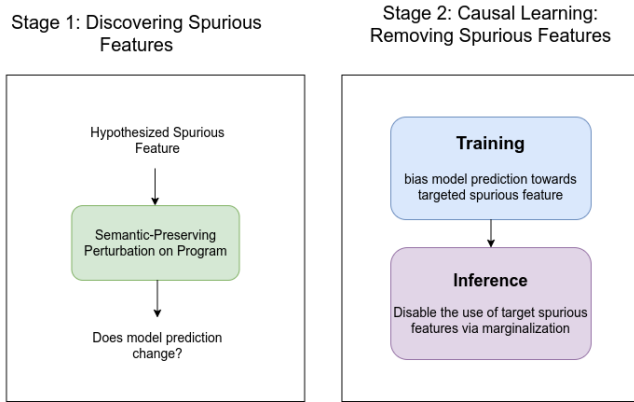 Stage 1: Discovering Spurious
Features
Hypothesized Spurious
Feature
Semantic-Preserving
Perturbation on Program
Does model prediction
change?
Stage 2: Causal Learning:
Removing Spurious Features
Training
bias model prediction towards
targeted spurious feature
Inference
Disable the use of target spurious
features via marginalization